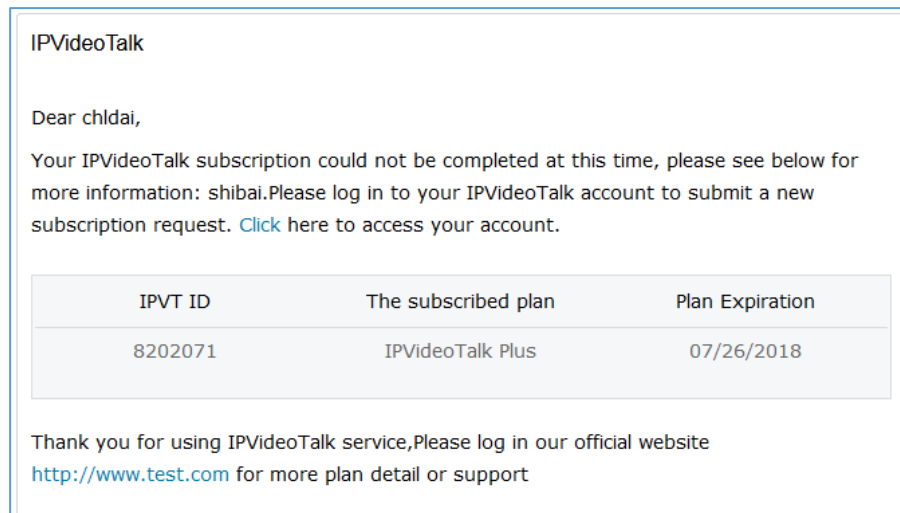 IPVideoTalk
Dear chldai,
Your IPVideoTalk subscription could not be completed at this time, please see below for
more information: shibai.Please log in to your IPVideoTalk account to submit a new
subscription request. Click here to access your account.
IPVT ID The subscribed plan Plan Expiration
8202071 IPVideoTalk Plus 07/26/2018
Thank you for using IPVideoTalk service,Please log in our official website
http://www.test.com for more plan detail or support